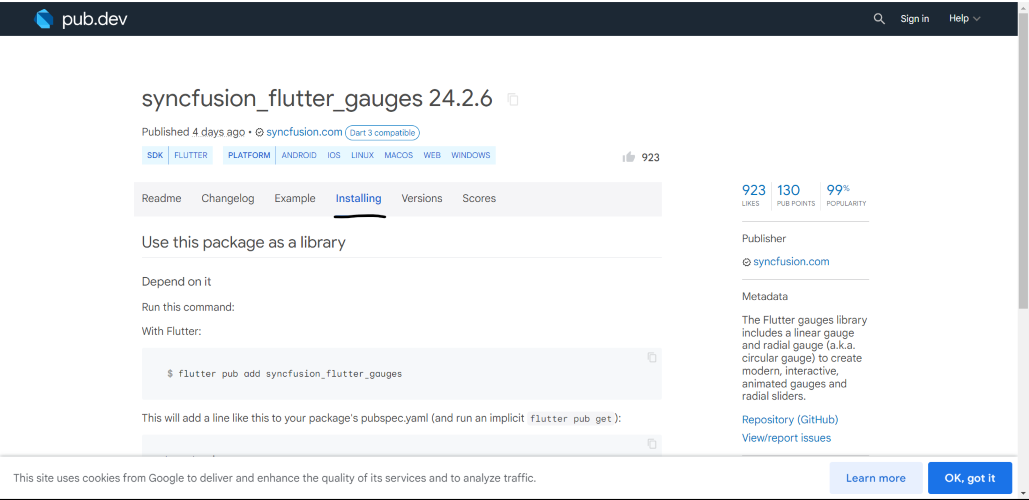 pub.dev
Sign in
Help
syncfusion_flutter_gauges 24.2.6
Published 4 days ago • syncfusion.com Dart 3 compatible
SDK FLUTTER PLATFORM ANDROID IOS LINUX MACOS WEB WINDOWS
923
Readme Changelog Example Installing Versions Scores
Use this package as a library
Depend on it
Run this command:
With Flutter:
$ flutter pub add syncfusion_flutter_gauges
This will add a line like this to your package's pubspec.yaml (and run an implicit flutter pub get):
923 130 99%
LIKES PUB POINTS POPULARITY
Publisher
syncfusion.com
Metadata
The Flutter gauges library
includes a linear gauge
and radial gauge (a.k.a.
circular gauge) to create
modern, interactive,
animated gauges and
radial sliders.
Repository (GitHub)
View/report issues
This site uses cookies from Google to deliver and enhance the quality of its services and to analyze traffic.
Learn more
OK, got it